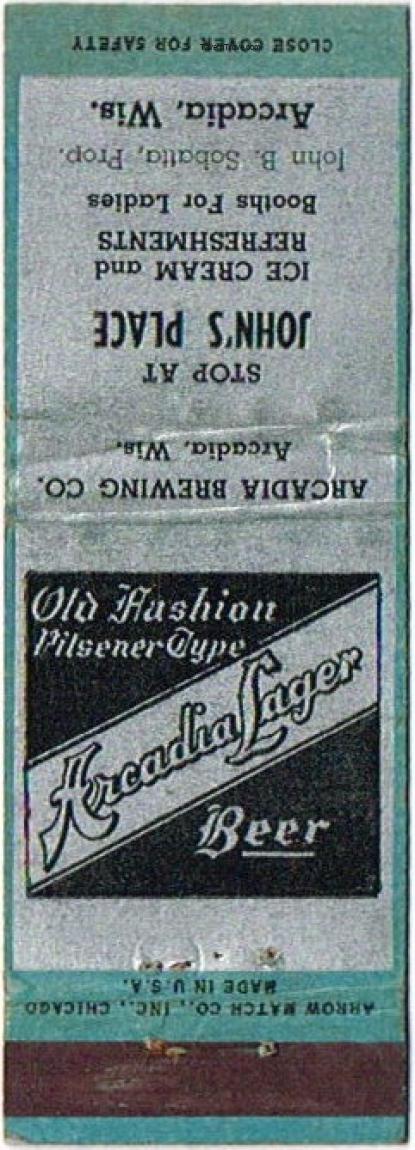 Old Fashion
Pilsener Type
Arcadia Lager
Beer
ARROW MATCH CO., INC., CHICAGO
MADE IN U.S.A.
ARCADIA BREWING CO.
Arcadia, Wis.
STOP AT
JOHN'S PLACE
ICE CREAM and
REFRESHMENTS
Booths For Ladies
John B. Sobatta, Prop.
Arcadia, Wis.
CLOSE COVER FOR SAFETY